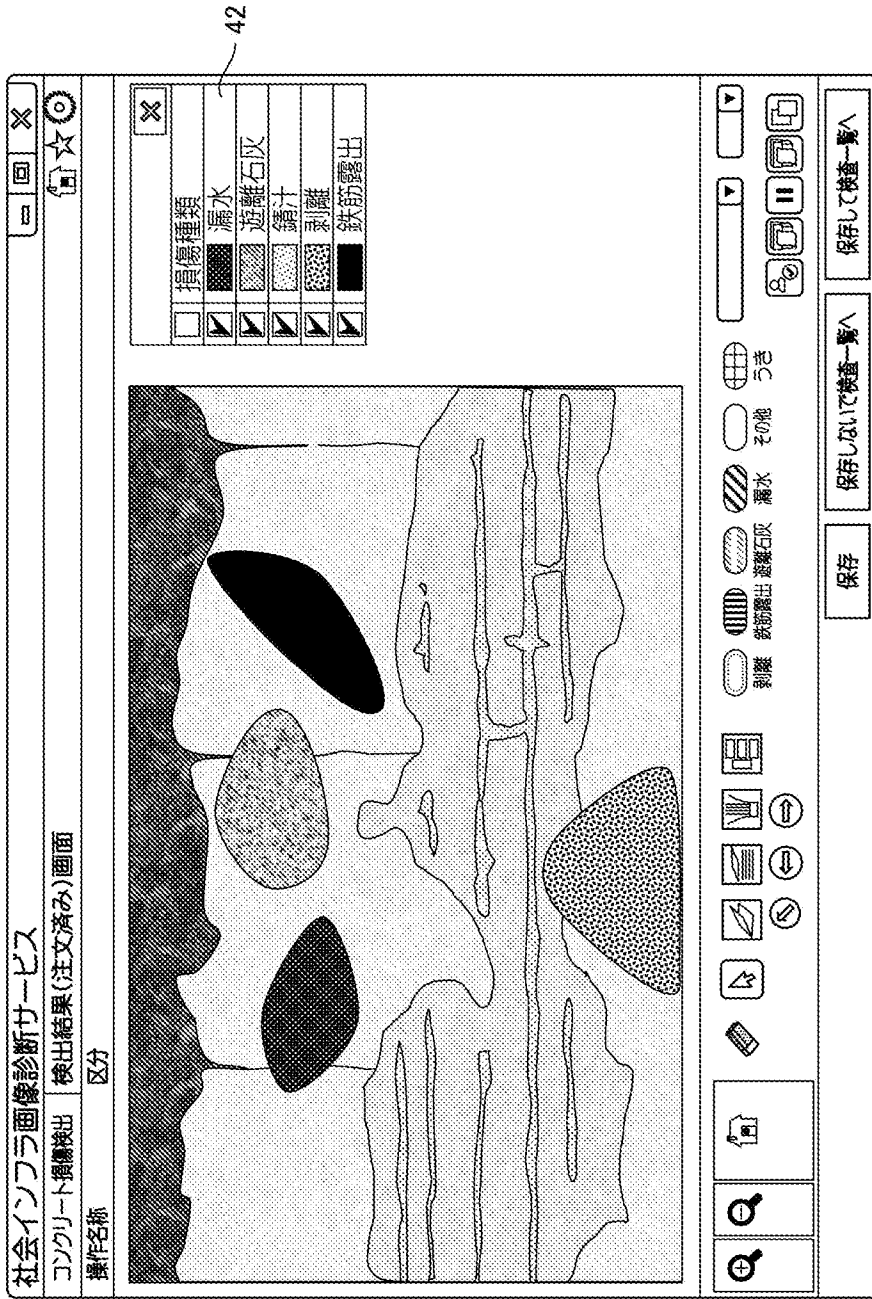 社会インフラ画像診断サービス
コンクリート損傷検出 検出結果(注文済み)画面
操作名称 区分
損傷種類
漏水
遊離石灰
錆汁
剥離
鉄筋露出
42
剥離 鉄筋露出 遊離石灰 漏水 その他 うき
保存 保存しないで検査一覧へ 保存して検査一覧へ